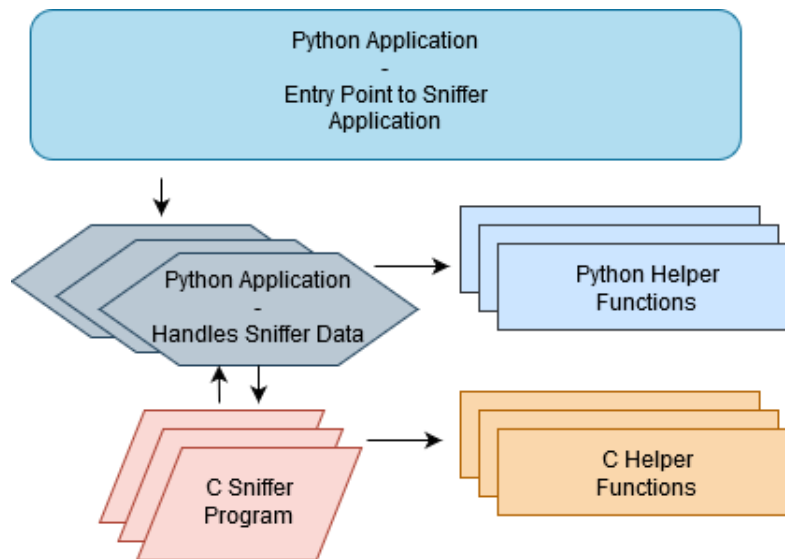 Python Application
-
Entry Point to Sniffer
Application
Python Application
-
Handles Sniffer Data
Python Helper
Functions
C Sniffer
Program
C Helper
Functions